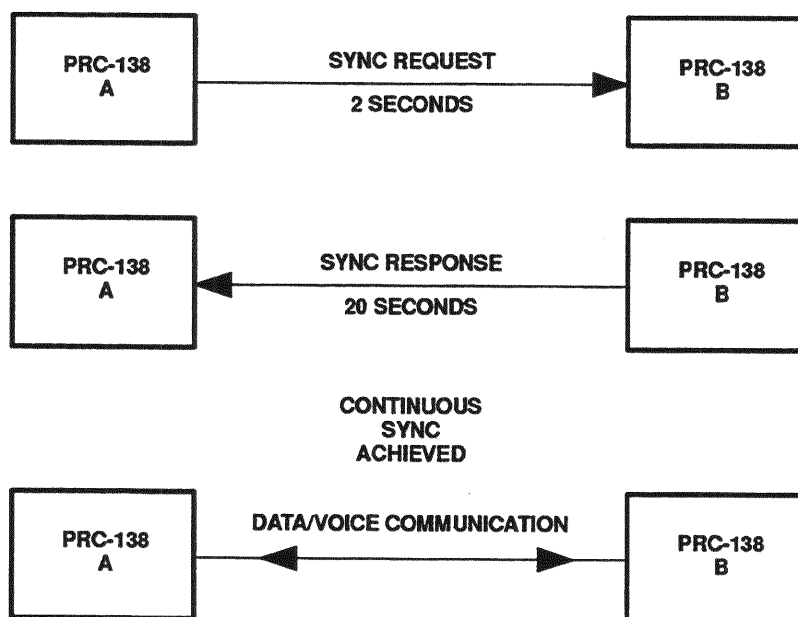 PRC-138
A
SYNC REQUEST
2 SECONDS
PRC-138
B
PRC-138
A
SYNC RESPONSE
20 SECONDS
PRC-138
B
CONTINUOUS
SYNC
ACHIEVED
PRC-138
A
DATA/VOICE COMMUNICATION
PRC-138
B